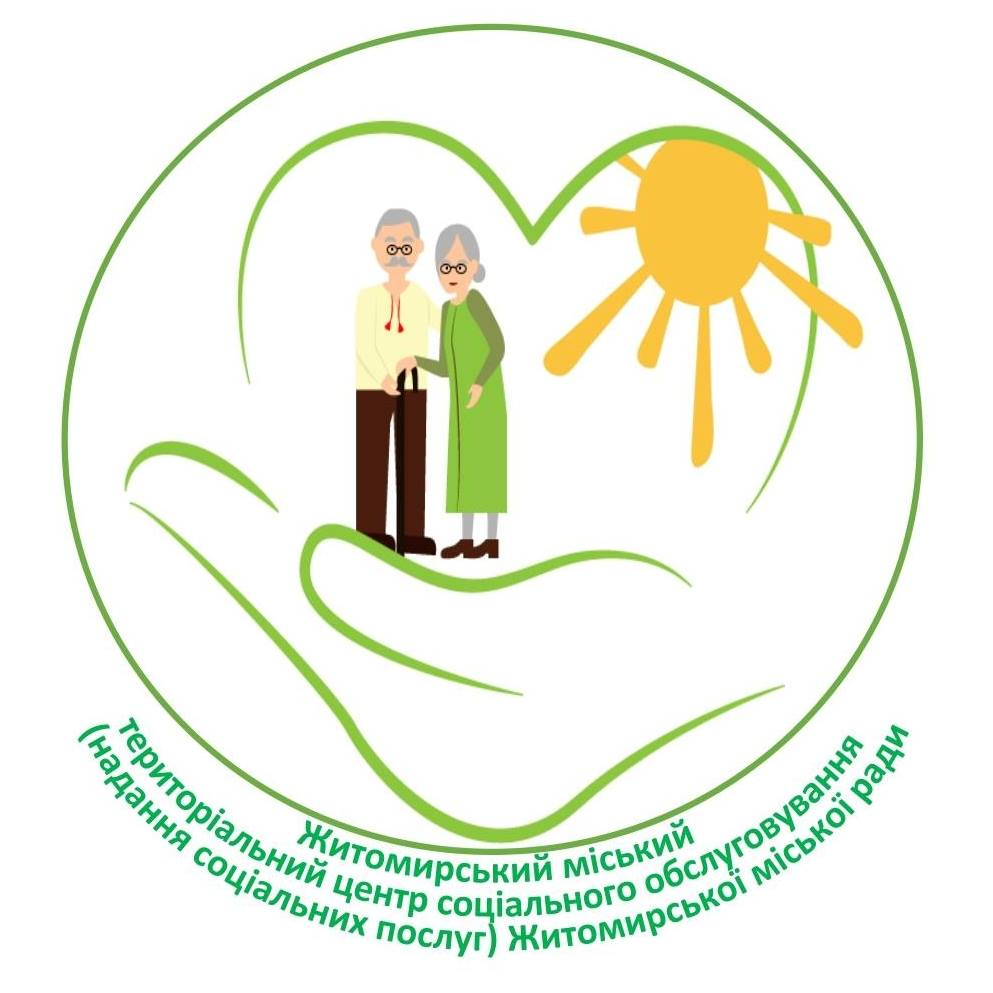 Житомирський міський
територіальний центр соціального обслуговування
(надання соціальних послуг) Житомирської міської ради